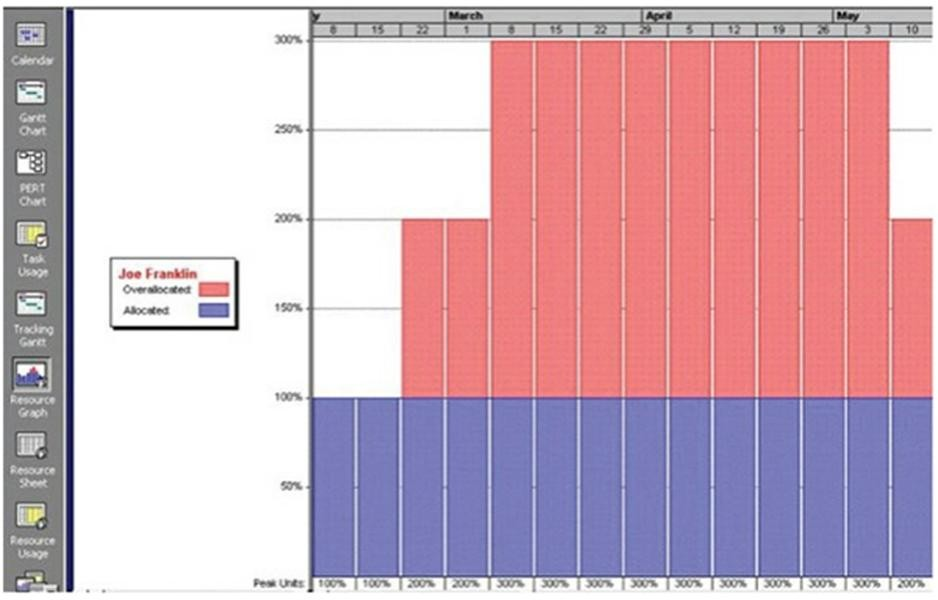 y March April May
8 15 22 1 8 15 22 29 5 12 19 26 3 10
Calendar
Gantt
Chart
PERT
Chart
Task
Usage
Tracking
Gantt
Resource
Graph
Resource
Sheet
Resource
Usage
Joe Franklin
Overallocated:
Allocated:
300%
250%
200%
150%
100%
50%
Peak Units: 100% 100% 200% 200% 300% 300% 300% 300% 300% 300% 300% 300% 300% 200%